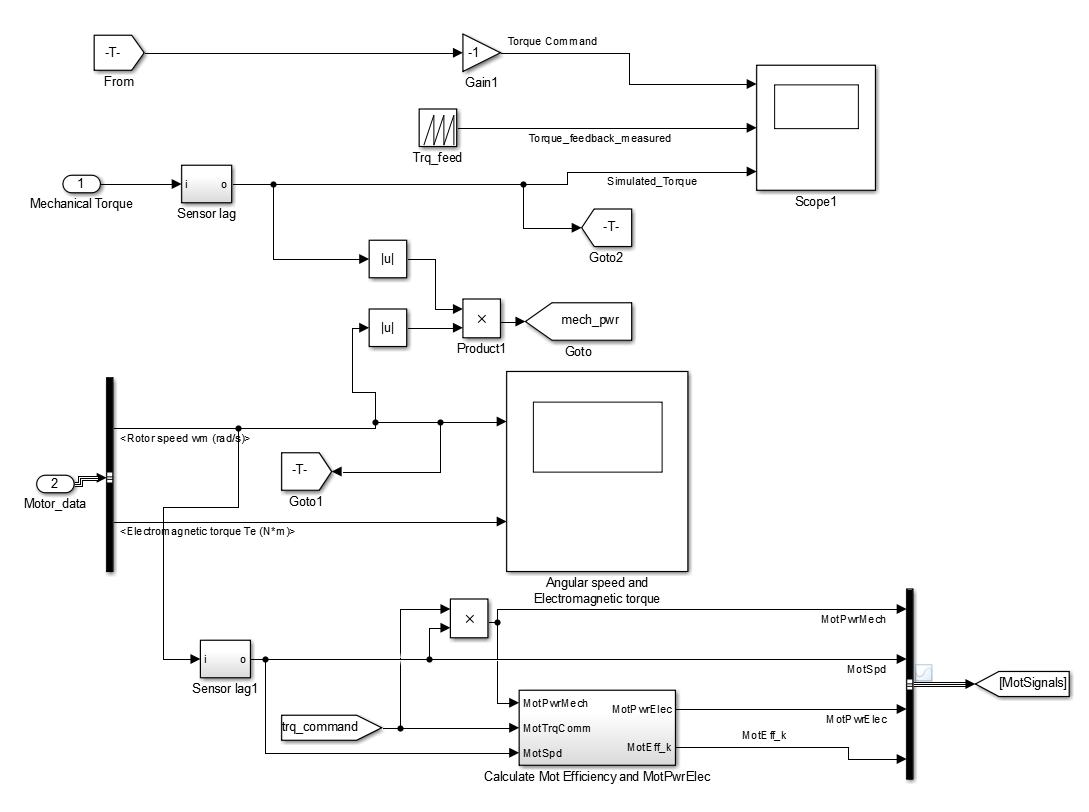 -T-
From
-1
Gain1
Torque Command
Trq_feed
Torque_feedback_measured
1
Mechanical Torque
i
o
Sensor lag
Simulated_Torque
Scope1
-T-
Goto2
|u|
|u|
×
Product1
mech_pwr
Goto
<Rotor speed wm (rad/s)>
2
Motor_data
-T-
Goto1
<Electromagnetic torque Te (N*m)>
Angular speed and
Electromagnetic torque
×
MotPwrMech
i
o
Sensor lag1
MotSpd
[MotSignals]
trq_command
MotPwrMech
MotTrqComm
MotSpd
MotPwrElec
MotEff_k
MotPwrElec
MotEff_k
Calculate Mot Efficiency and MotPwrElec